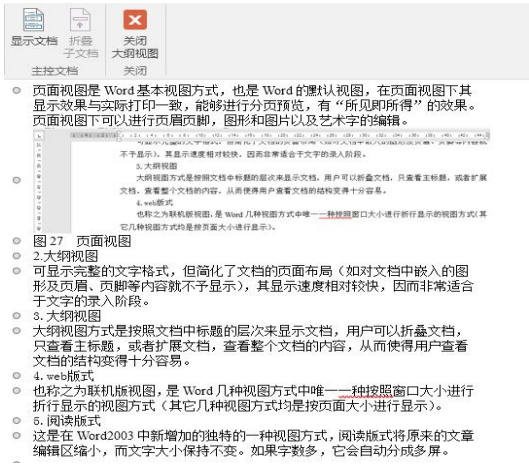 显示文档 折叠 关闭
子文档 大纲视图
主控文档 关闭
页面视图是 Word 基本视图方式，也是 Word 的默认视图，在页面视图下其
显示效果与实际打印一致，能够进行分页预览，有“所见即所得”的效果。
页面视图下可以进行页眉页脚，图形和图片以及艺术字的编辑。
不予显示），其显示速度相对较快，因而非常适合于文字的录入阶段。
3. 大纲视图
大纲视图方式是按照文档中标题的层次来显示文档，用户可以折叠文档，只查看主标题，或者扩展
文档，查看整个文档的内容，从而使得用户查看文档的结构变得十分容易。
4. web版式
也称之为联机版视图，是 Word 几种视图方式中唯一一种按照窗口大小进行折行显示的视图方式（其
它几种视图方式均是按页面大小进行显示）。
图 27 页面视图
2.大纲视图
可显示完整的文字格式，但简化了文档的页面布局（如对文档中嵌入的图
形及页眉、页脚等内容就不予显示），其显示速度相对较快，因而非常适合
于文字的录入阶段。
3. 大纲视图
大纲视图方式是按照文档中标题的层次来显示文档，用户可以折叠文档，
只查看主标题，或者扩展文档，查看整个文档的内容，从而使得用户查看
文档的结构变得十分容易。
4. web版式
也称之为联机版视图，是 Word 几种视图方式中唯一一种按照窗口大小进行
折行显示的视图方式（其它几种视图方式均是按页面大小进行显示）。
5. 阅读版式
这是在 Word2003 中新增加的独特的一种视图方式，阅读版式将原来的文章
编辑区缩小，而文字大小保持不变。如果字数多，它会自动分成多屏。